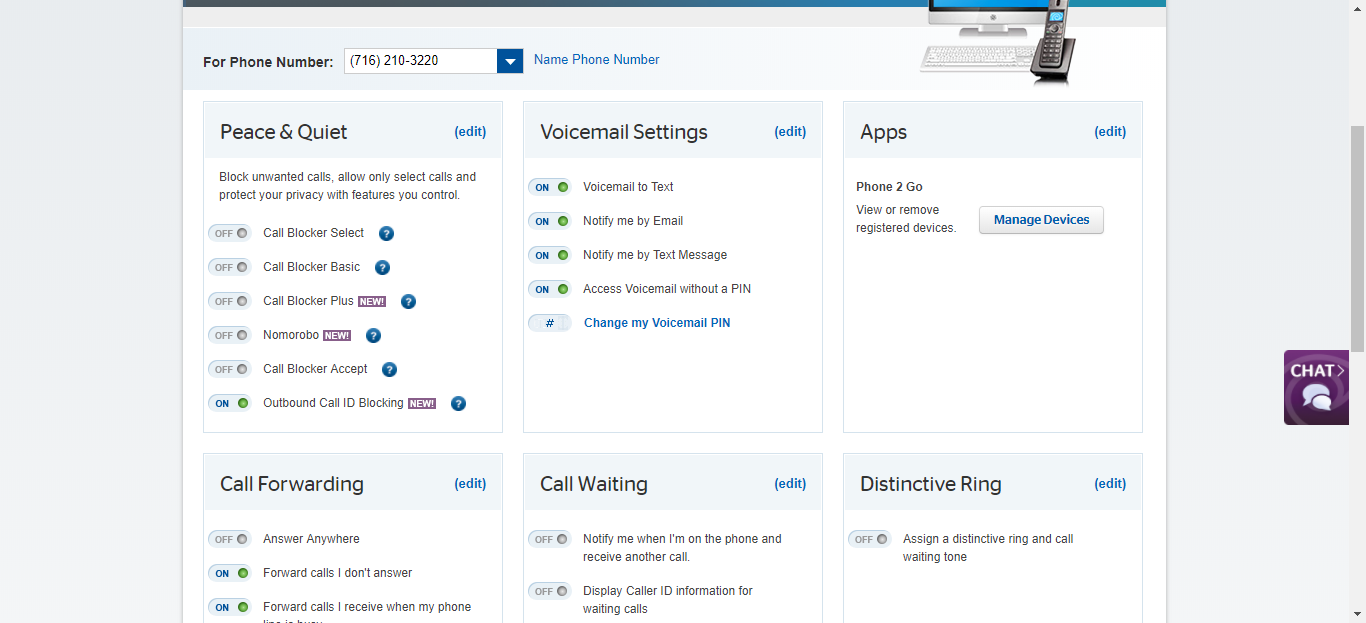 For Phone Number:
(716) 210-3220
Name Phone Number
Peace & Quiet
(edit)
Block unwanted calls, allow only select calls and
protect your privacy with features you control.
OFF Call Blocker Select ?
OFF Call Blocker Basic ?
OFF Call Blocker Plus NEW! ?
OFF Nomorobo NEW! ?
OFF Call Blocker Accept ?
ON Outbound Call ID Blocking NEW! ?
Voicemail Settings
(edit)
ON Voicemail to Text
ON Notify me by Email
ON Notify me by Text Message
ON Access Voicemail without a PIN
# Change my Voicemail PIN
Apps
(edit)
Phone 2 Go
View or remove
registered devices.
Manage Devices
CHAT>
Call Forwarding
(edit)
OFF Answer Anywhere
ON Forward calls I don't answer
ON Forward calls I receive when my phone
line is busy
Call Waiting
(edit)
OFF Notify me when I'm on the phone and
receive another call.
OFF Display Caller ID information for
waiting calls
Distinctive Ring
(edit)
OFF Assign a distinctive ring and call
waiting tone